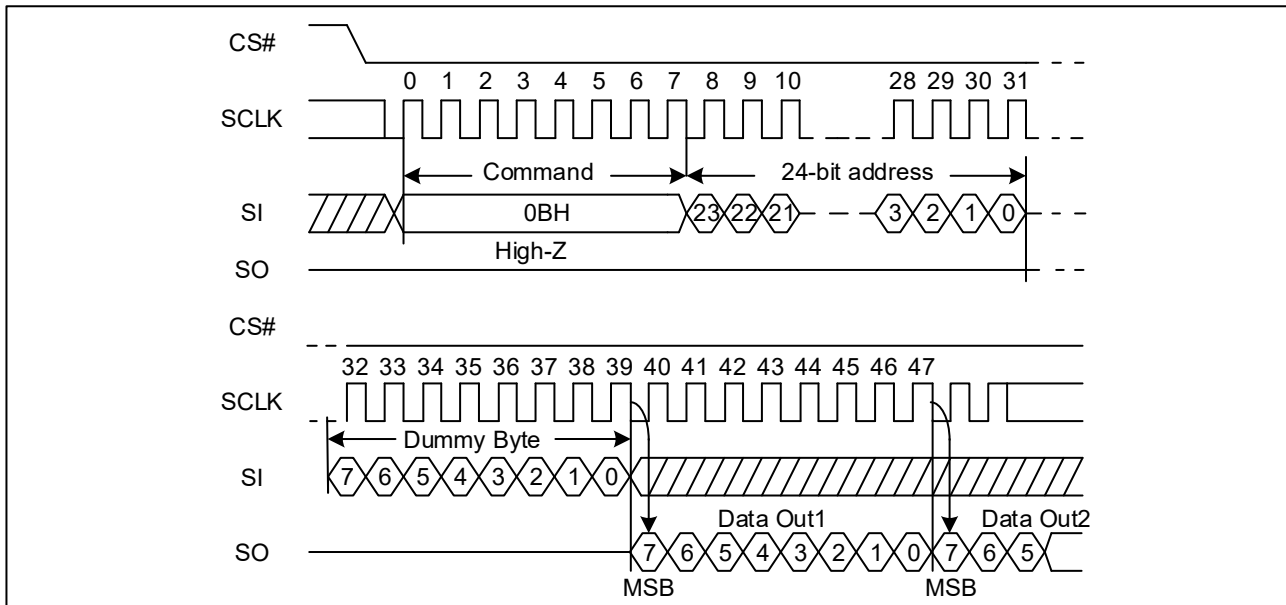 CS#
0 1 2 3 4 5 6 7 8 9 10 28 29 30 31
SCLK
Command 24-bit address
SI 0BH 23 22 21 3 2 1 0
High-Z
SO
CS#
32 33 34 35 36 37 38 39 40 41 42 43 44 45 46 47
SCLK
Dummy Byte
SI 7 6 5 4 3 2 1 0
Data Out1 Data Out2
SO 7 6 5 4 3 2 1 0 7 6 5
MSB MSB